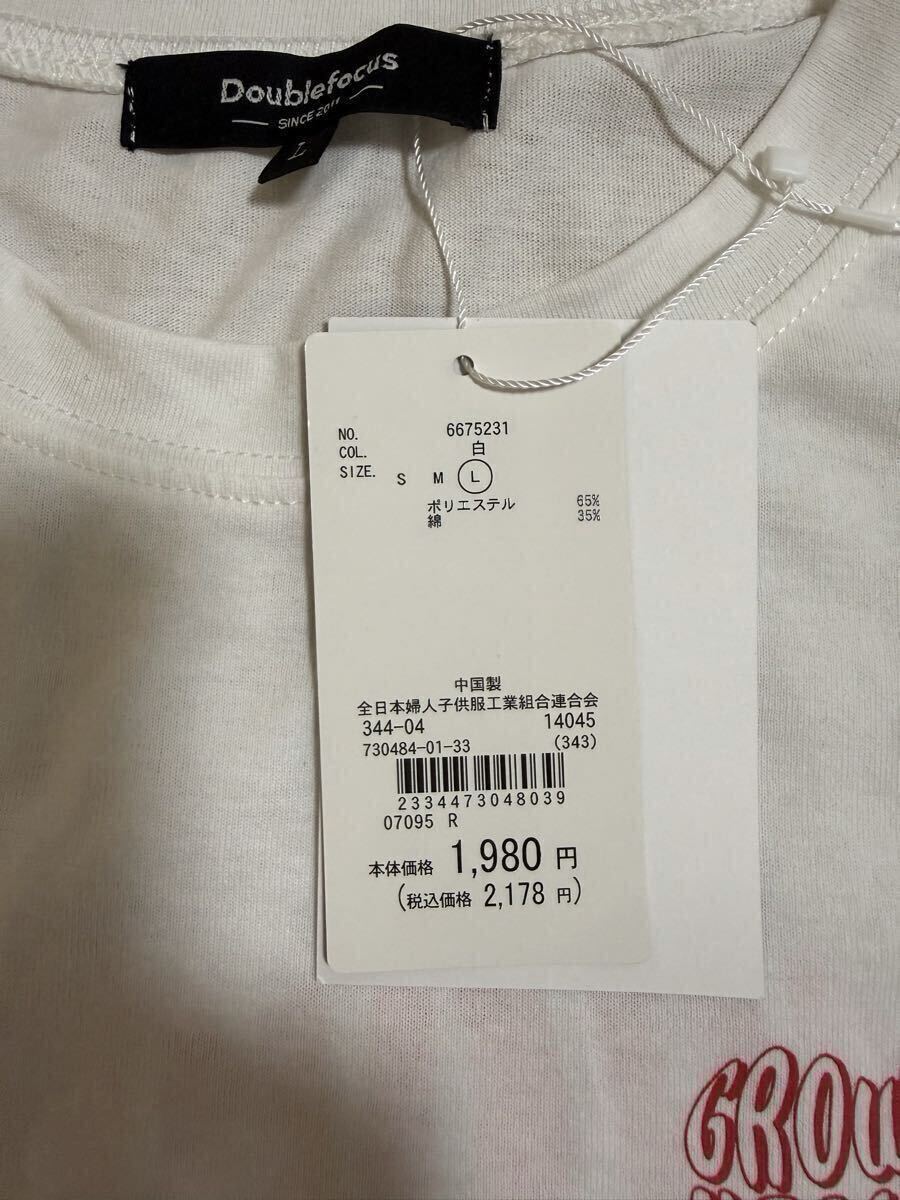 Doublefocus
SINCE 2011
L
NO. 6675231
COL. 白
SIZE. S M L
ポリエステル 65%
綿 35%
中国製
全日本婦人子供服工業組合連合会
344-04 14045
730484-01-33 (343)
2334473048039
07095 R
本体価格 1,980 円
(税込価格 2,178 円)